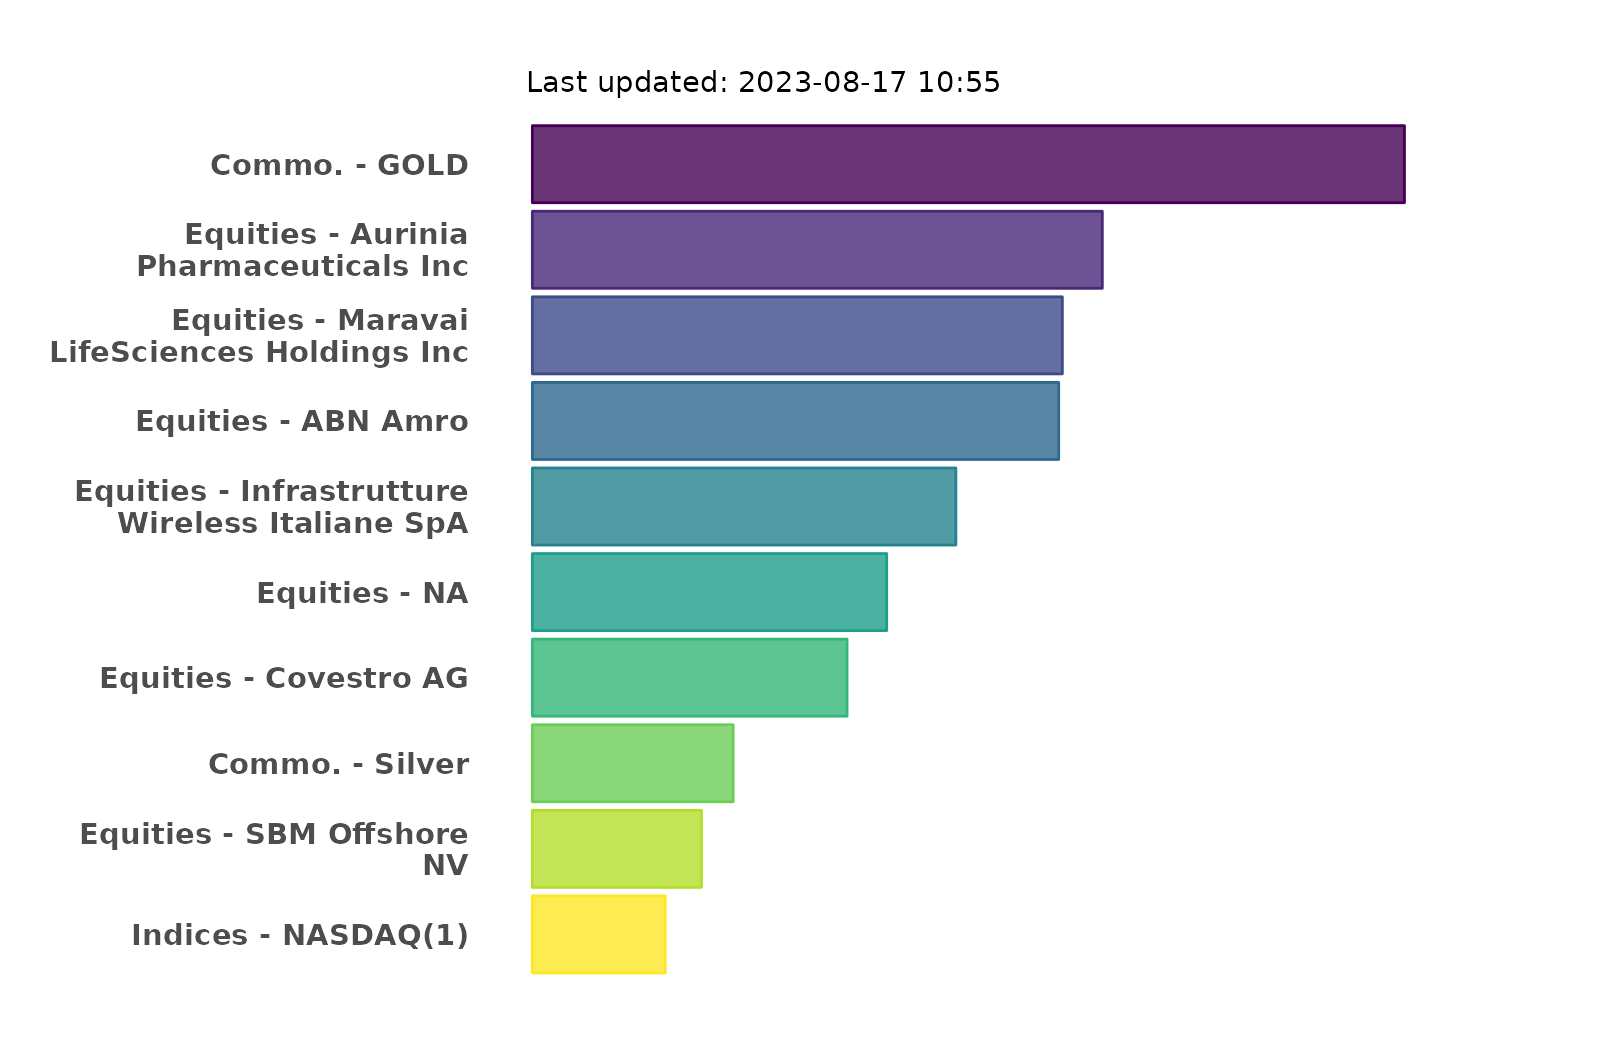 Last updated: 2023-08-17 10:55
Commo. - GOLD
Equities - Aurinia
Pharmaceuticals Inc
Equities - Maravai
LifeSciences Holdings Inc
Equities - ABN Amro
Equities - Infrastrutture
Wireless Italiane SpA
Equities - NA
Equities - Covestro AG
Commo. - Silver
Equities - SBM Offshore
NV
Indices - NASDAQ(1)